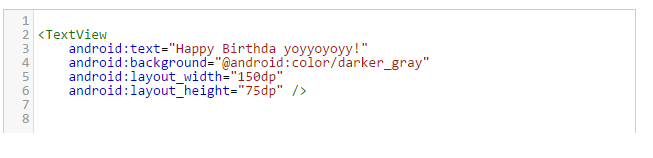 1
2 <TextView
3 android:text="Happy Birthda yoyyoyoyy!"
4 android:background="@android:color/darker_gray"
5 android:layout_width="150dp"
6 android:layout_height="75dp" />
7
8